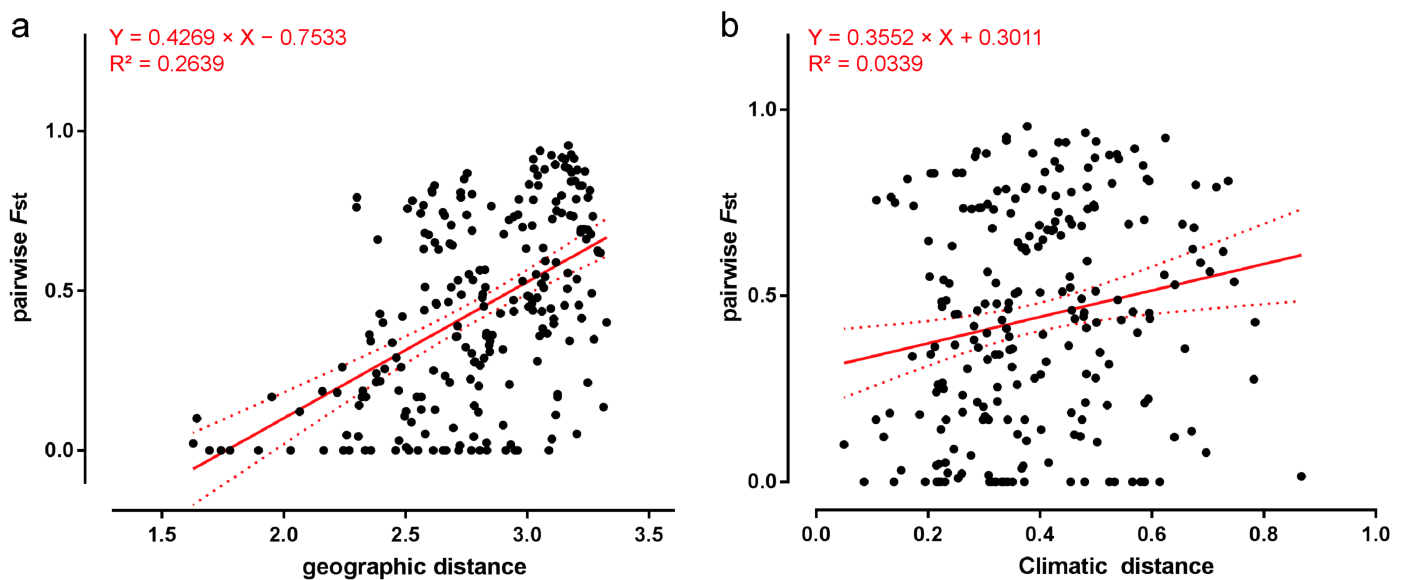 a
Y = 0.4269 × X − 0.7533
R² = 0.2639
1.0
0.5
0.0
pairwise Fst
1.5 2.0 2.5 3.0 3.5
geographic distance
b
Y = 0.3552 × X + 0.3011
R² = 0.0339
1.0
0.5
0.0
pairwise Fst
0.0 0.2 0.4 0.6 0.8 1.0
Climatic distance